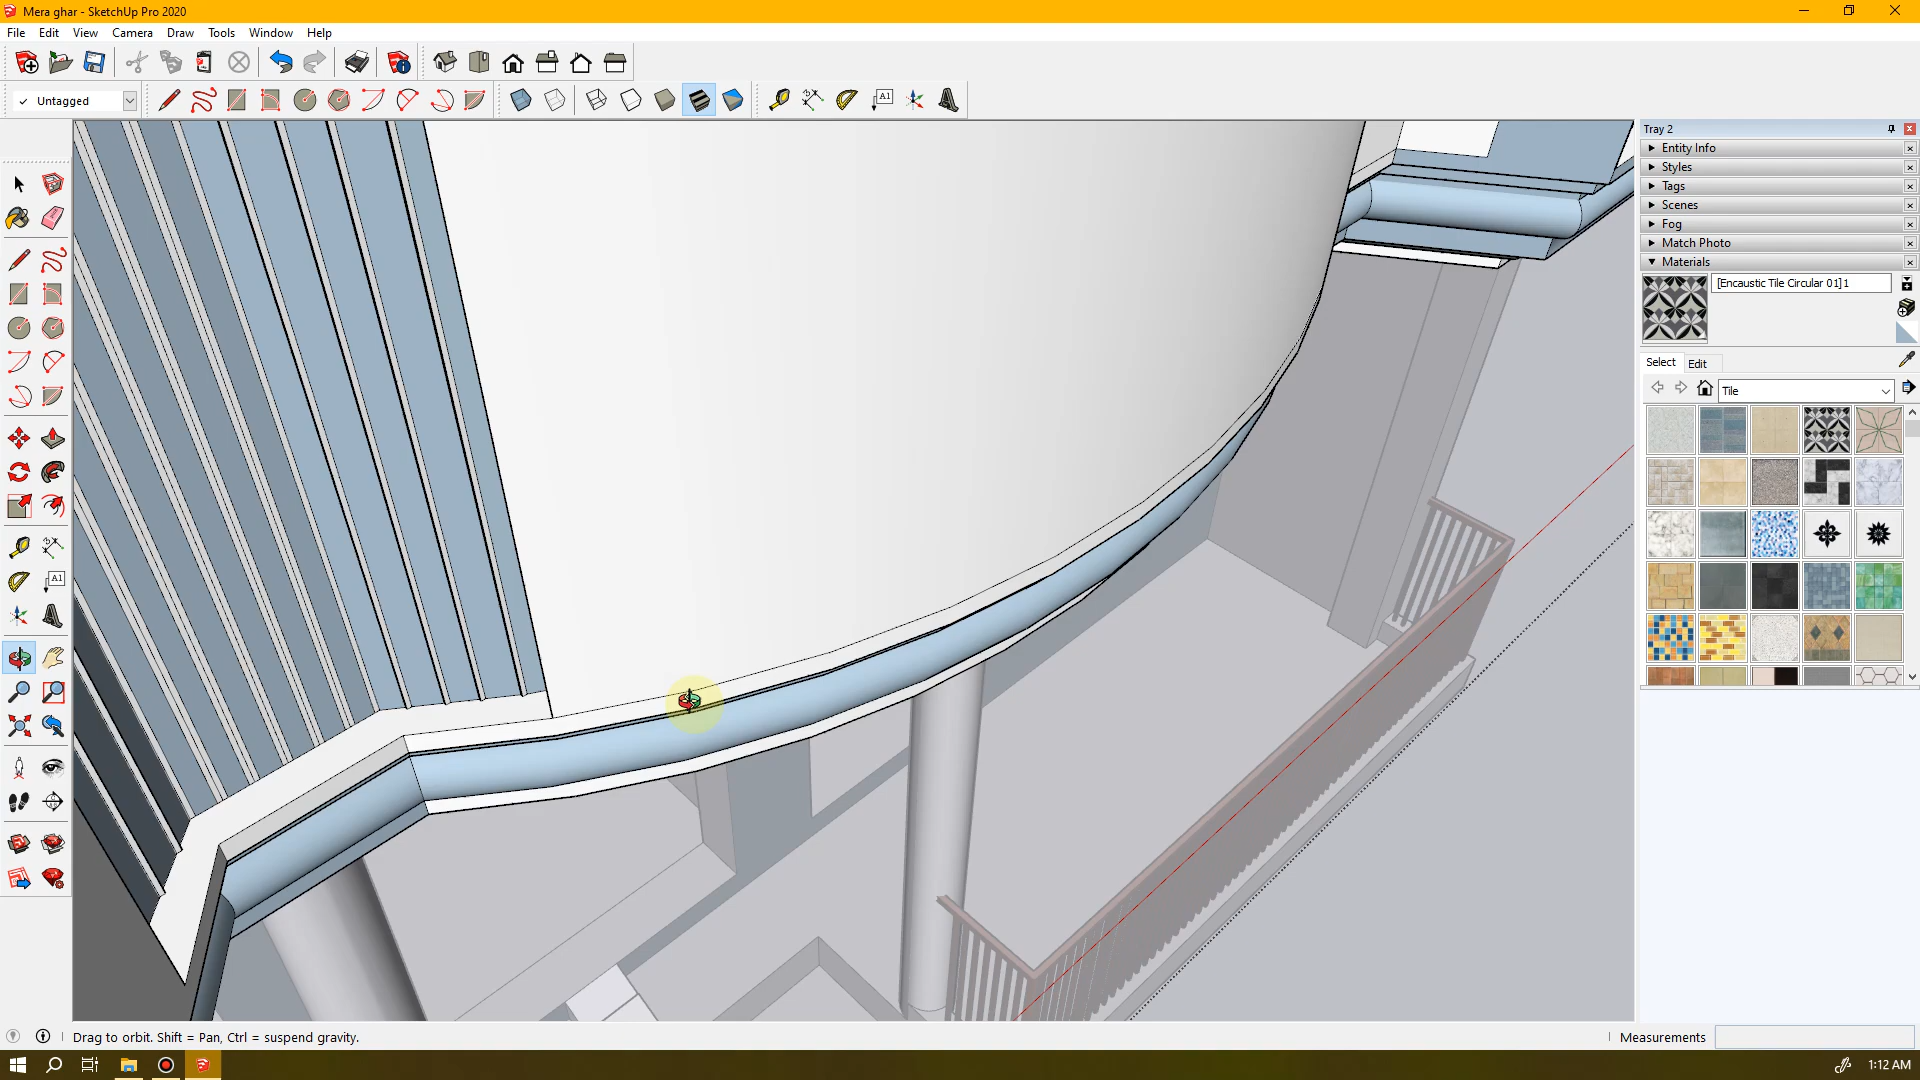 Mera ghar - SketchUp Pro 2020
File Edit View Camera Draw Tools Window Help
Untagged
A1
Tray 2
Entity Info
Styles
Tags
Scenes
Fog
Match Photo
Materials
[Encaustic Tile Circular 01]1
Select Edit
Tile
A1
Drag to orbit. Shift = Pan, Ctrl = suspend gravity.
Measurements
1:12 AM